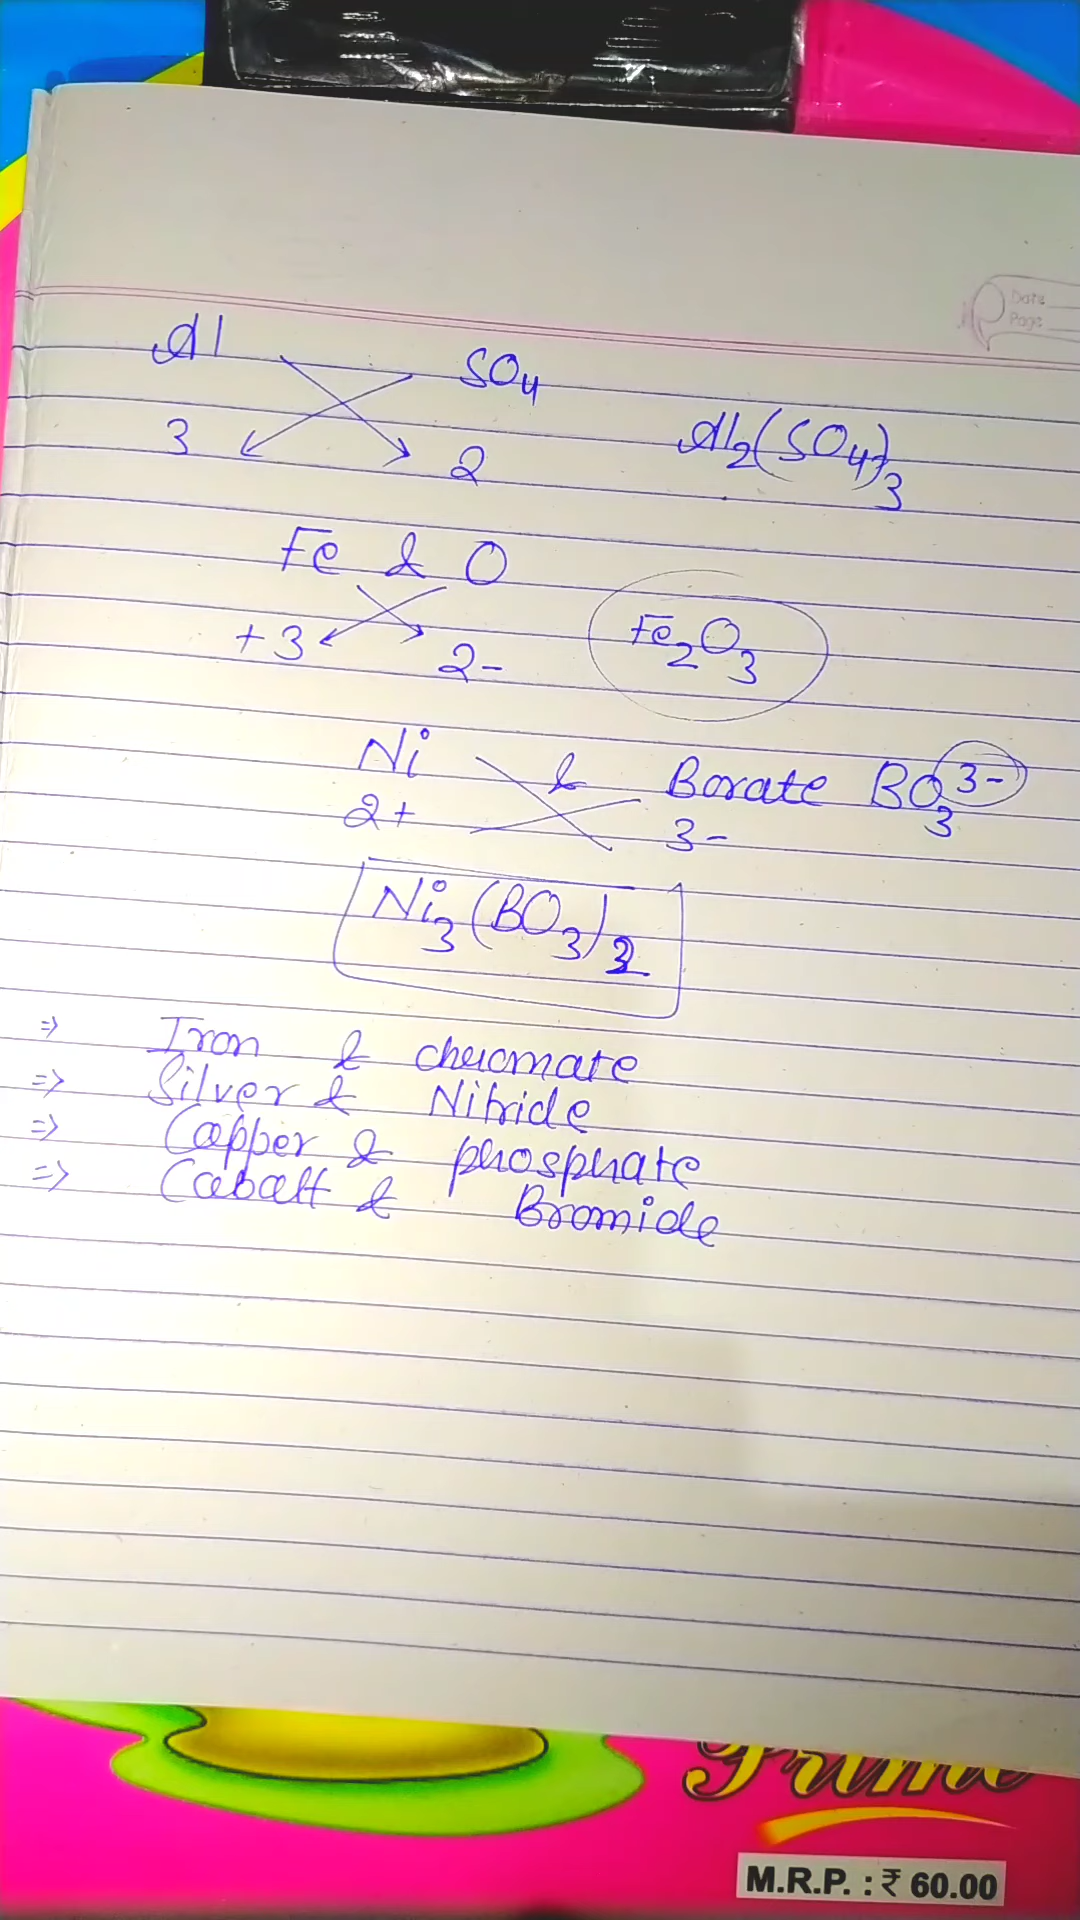 Date
Page
Al SO4
3 2 Al2(SO4)3
Fe & O
+3 2- Fe2O3
Ni & Borate BO3 3-
2+ 3-
Ni3(BO3)2
=> Iron & chromate
=> Silver & Nitride
=> Copper & phosphate
=> Cobalt & Bromide
Prime
M.R.P. : ₹ 60.00